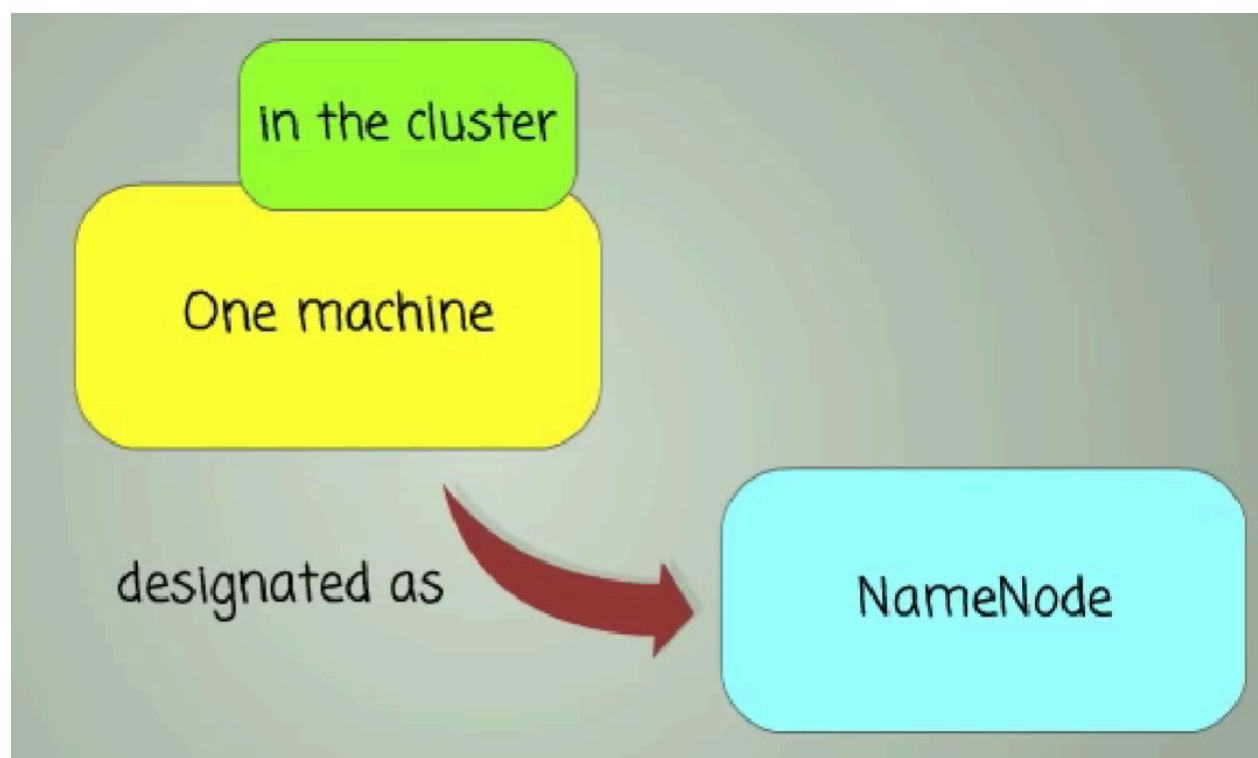 in the cluster
One machine
designated as
NameNode